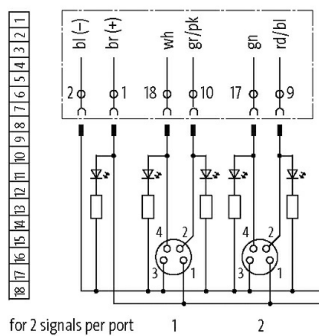 1
2
3
4
5
6
7
8
9
10
11
12
13
14
15
16
17
18
bl (–)
br (+)
wh
gr/pk
gn
rd/bl
2 1 18 10 17 9
4 2 4 2
3 1 3 1
for 2 signals per port 1 2